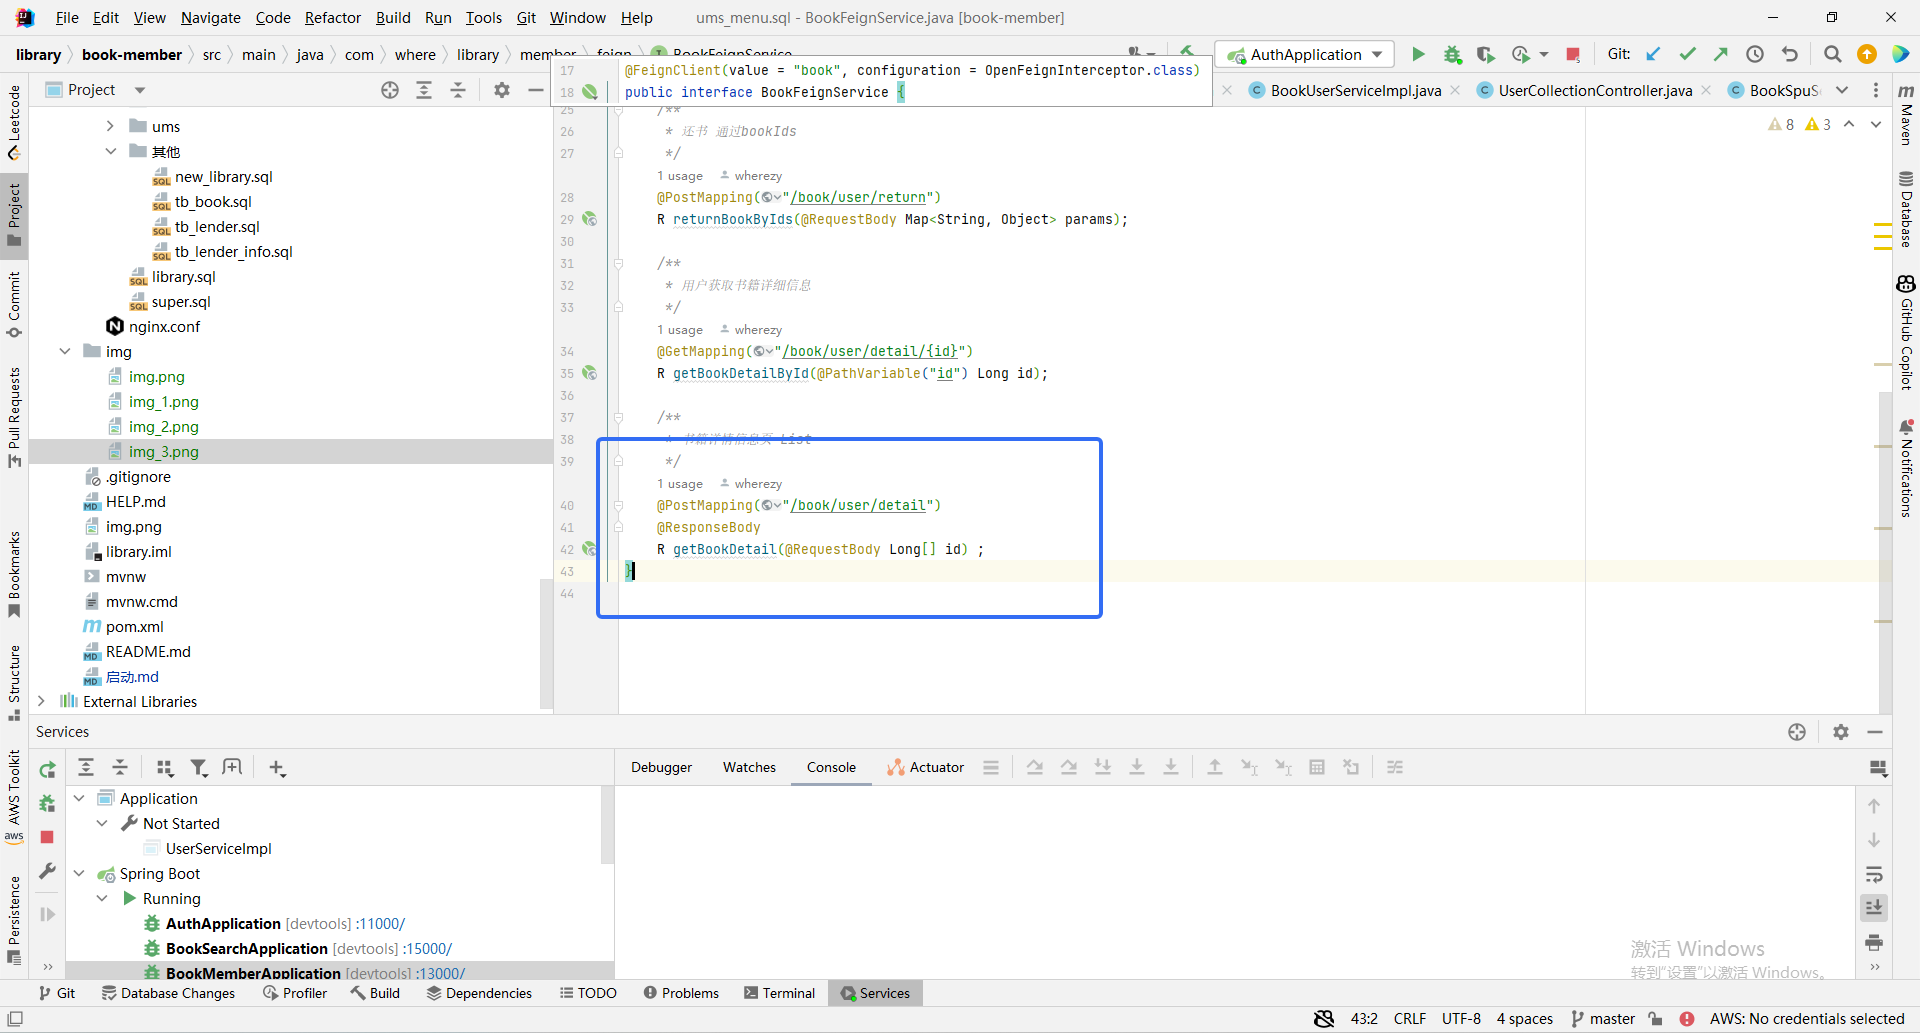 File Edit View Navigate Code Refactor Build Run Tools Git Window Help ums_menu.sql - BookFeignService.java [book-member]
library book-member src main java com where library member feign BookFeignService
AuthApplication Git:
Project
17 @FeignClient(value = "book", configuration = OpenFeignInterceptor.class)
18 public interface BookFeignService {
BookUserServiceImpl.java UserCollectionController.java BookSpuS
8 3
ums
其他
new_library.sql
tb_book.sql
tb_lender.sql
tb_lender_info.sql
library.sql
super.sql
nginx.conf
img
img.png
img_1.png
img_2.png
img_3.png
.gitignore
HELP.md
img.png
library.iml
mvnw
mvnw.cmd
pom.xml
README.md
启动.md
External Libraries
25 /**
26 * 还书 通过bookIds
27 */
1 usage wherezy
28 @PostMapping("/book/user/return")
29 R returnBookByIds(@RequestBody Map<String, Object> params);
30
31 /**
32 * 用户获取书籍详细信息
33 */
1 usage wherezy
34 @GetMapping("/book/user/detail/{id}")
35 R getBookDetailById(@PathVariable("id") Long id);
36
37 /**
38 * 书籍详情信息页 List
39 */
1 usage wherezy
40 @PostMapping("/book/user/detail")
41 @ResponseBody
42 R getBookDetail(@RequestBody Long[] id) ;
43 }
44
Leetcode
Project
Commit
Pull Requests
Bookmarks
Structure
AWS Toolkit
aws
Persistence
m
Maven
Database
GitHub Copilot
Notifications
Services
Debugger Watches Console Actuator
Application
Not Started
UserServiceImpl
Spring Boot
Running
AuthApplication [devtools] :11000/
BookSearchApplication [devtools] :15000/
BookMemberApplication [devtools] :13000/
激活 Windows
转到"设置"以激活 Windows。
Git Database Changes Profiler Build Dependencies TODO Problems Terminal Services
43:2 CRLF UTF-8 4 spaces master AWS: No credentials selected